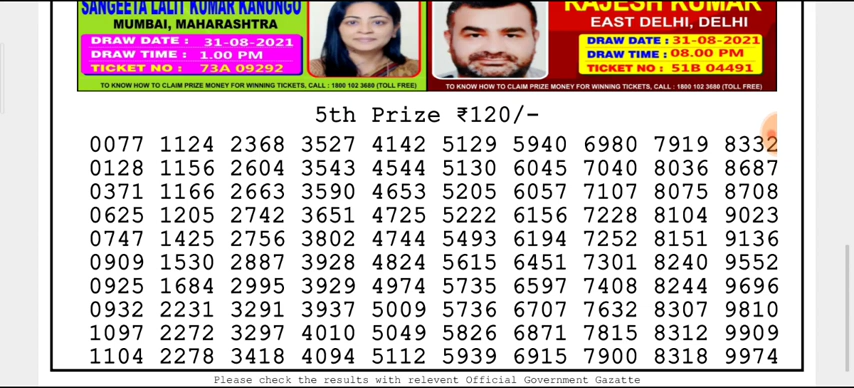 SANGEETA LALIT KUMAR KANUNGO
MUMBAI, MAHARASHTRA
DRAW DATE : 31-08-2021
DRAW TIME : 1.00 PM
TICKET NO : 73A 09292
TO KNOW HOW TO CLAIM PRIZE MONEY FOR WINNING TICKETS, CALL : 1800 102 3680 (TOLL FREE)
RAJESH KUMAR
EAST DELHI, DELHI
DRAW DATE : 31-08-2021
DRAW TIME : 08.00 PM
TICKET NO : 51B 04491
TO KNOW HOW TO CLAIM PRIZE MONEY FOR WINNING TICKETS, CALL : 1800 102 3680 (TOLL FREE)
5th Prize ₹120/-
0077 1124 2368 3527 4142 5129 5940 6980 7919 8332
0128 1156 2604 3543 4544 5130 6045 7040 8036 8687
0371 1166 2663 3590 4653 5205 6057 7107 8075 8708
0625 1205 2742 3651 4725 5222 6156 7228 8104 9023
0747 1425 2756 3802 4744 5493 6194 7252 8151 9136
0909 1530 2887 3928 4824 5615 6451 7301 8240 9552
0925 1684 2995 3929 4974 5735 6597 7408 8244 9696
0932 2231 3291 3937 5009 5736 6707 7632 8307 9810
1097 2272 3297 4010 5049 5826 6871 7815 8312 9909
1104 2278 3418 4094 5112 5939 6915 7900 8318 9974
Please check the results with relevent Official Government Gazatte